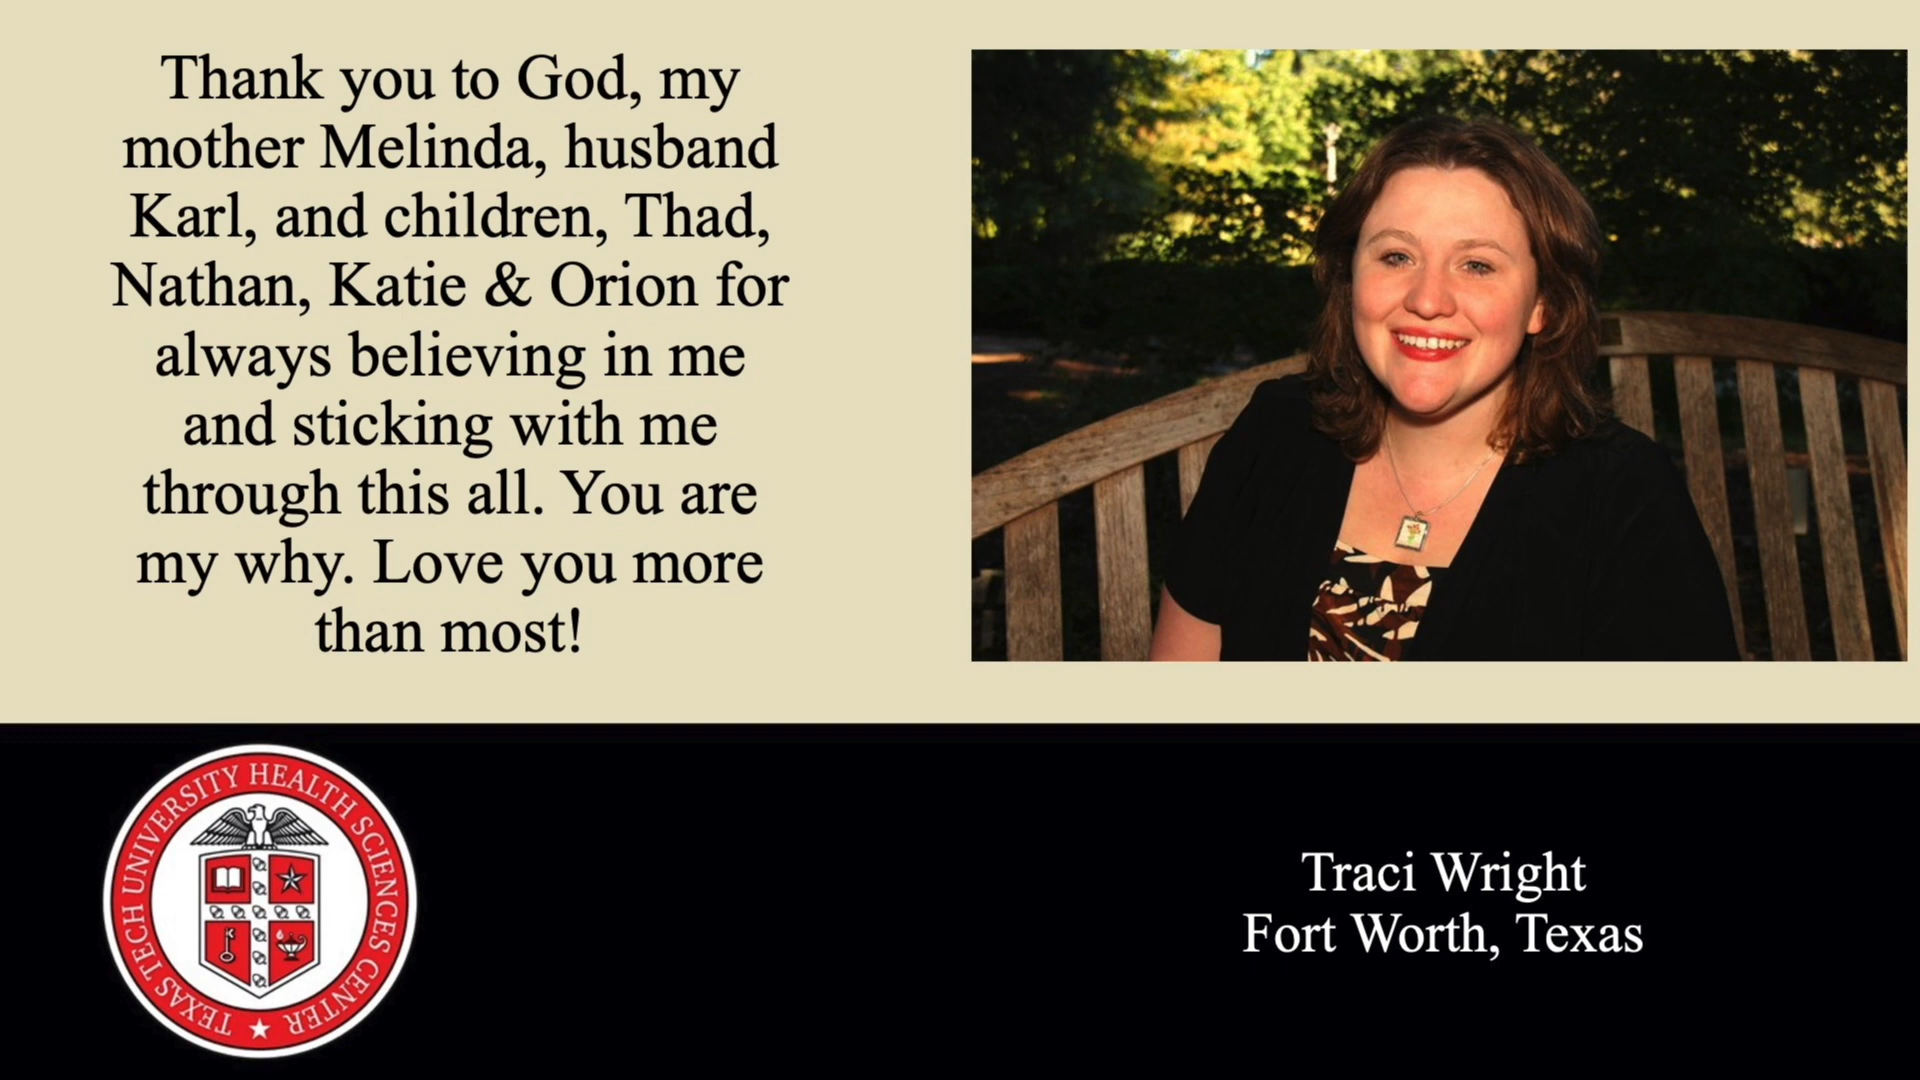 Thank you to God, my
mother Melinda, husband
Karl, and children, Thad,
Nathan, Katie & Orion for
always believing in me
and sticking with me
through this all. You are
my why. Love you more
than most!
TEXAS TECH UNIVERSITY HEALTH SCIENCES CENTER
Traci Wright
Fort Worth, Texas